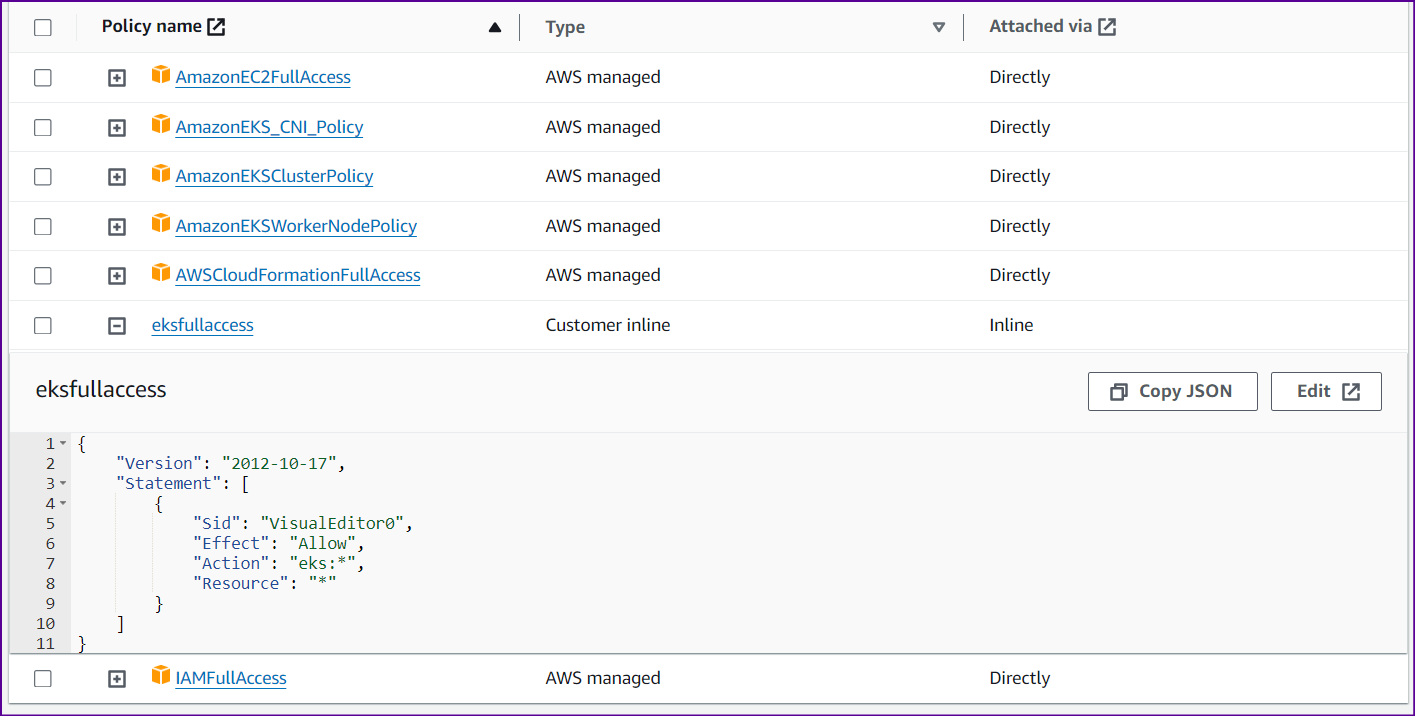 Policy name Type Attached via
AmazonEC2FullAccess AWS managed Directly
AmazonEKS_CNI_Policy AWS managed Directly
AmazonEKSClusterPolicy AWS managed Directly
AmazonEKSWorkerNodePolicy AWS managed Directly
AWSCloudFormationFullAccess AWS managed Directly
eksfullaccess Customer inline Inline
eksfullaccess Copy JSON Edit
1 {
2 "Version": "2012-10-17",
3 "Statement": [
4 {
5 "Sid": "VisualEditor0",
6 "Effect": "Allow",
7 "Action": "eks:*",
8 "Resource": "*"
9 }
10 ]
11 }
IAMFullAccess AWS managed Directly